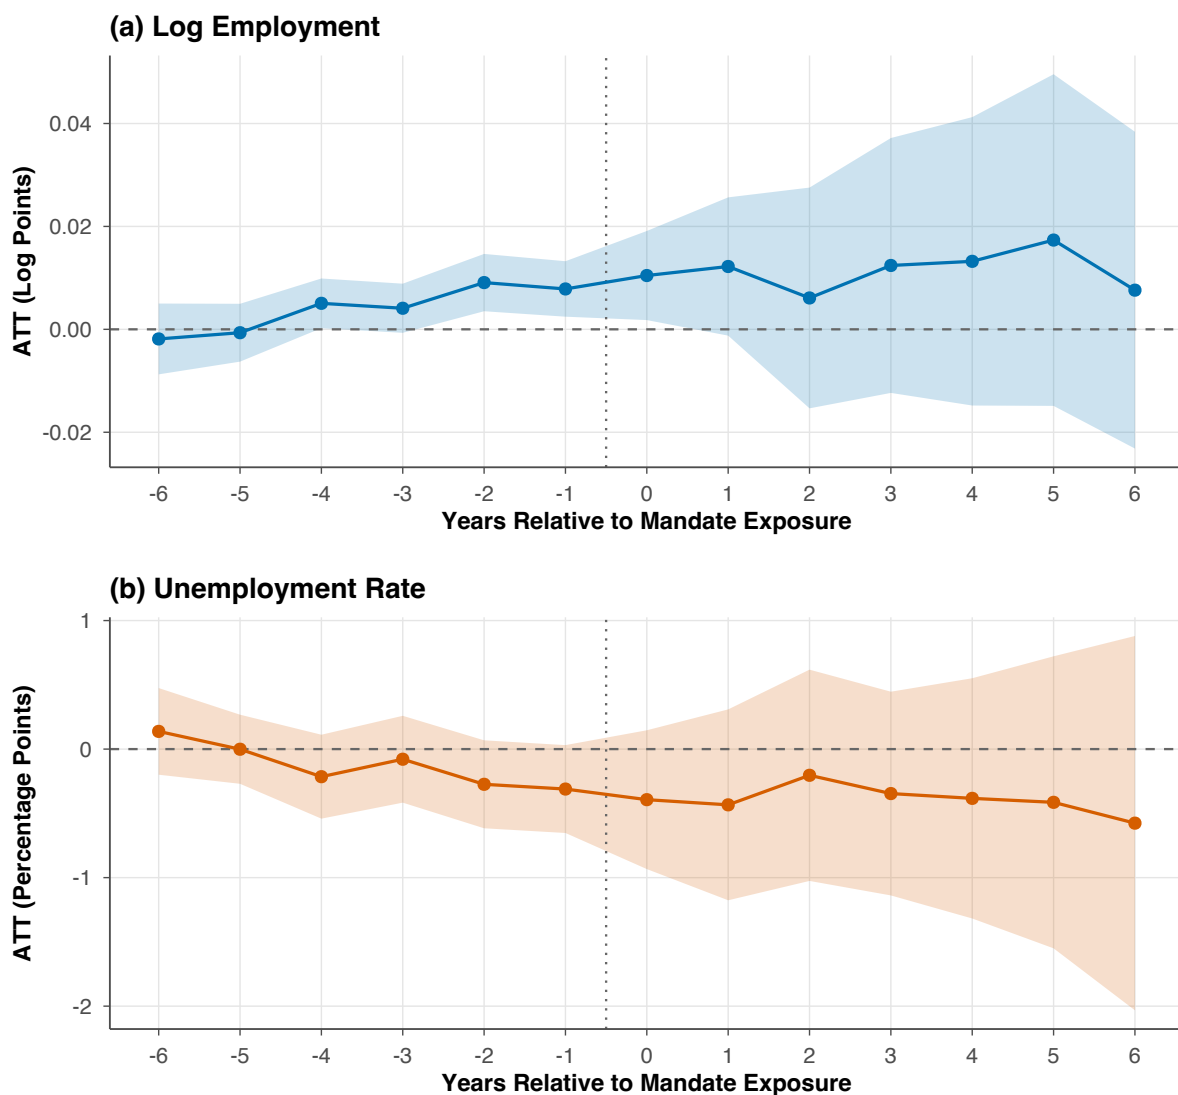 (a) Log Employment
ATT (Log Points)
0.04
0.02
0.00
-0.02
-6 -5 -4 -3 -2 -1 0 1 2 3 4 5 6
Years Relative to Mandate Exposure
(b) Unemployment Rate
ATT (Percentage Points)
1
0
-1
-2
-6 -5 -4 -3 -2 -1 0 1 2 3 4 5 6
Years Relative to Mandate Exposure